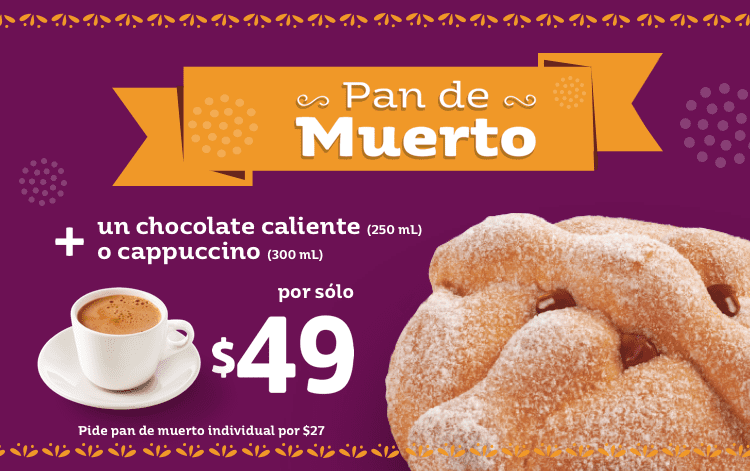 Pan de
Muerto
+ un chocolate caliente (250 mL)
o cappuccino (300 mL)
por sólo
$49
Pide pan de muerto individual por $27